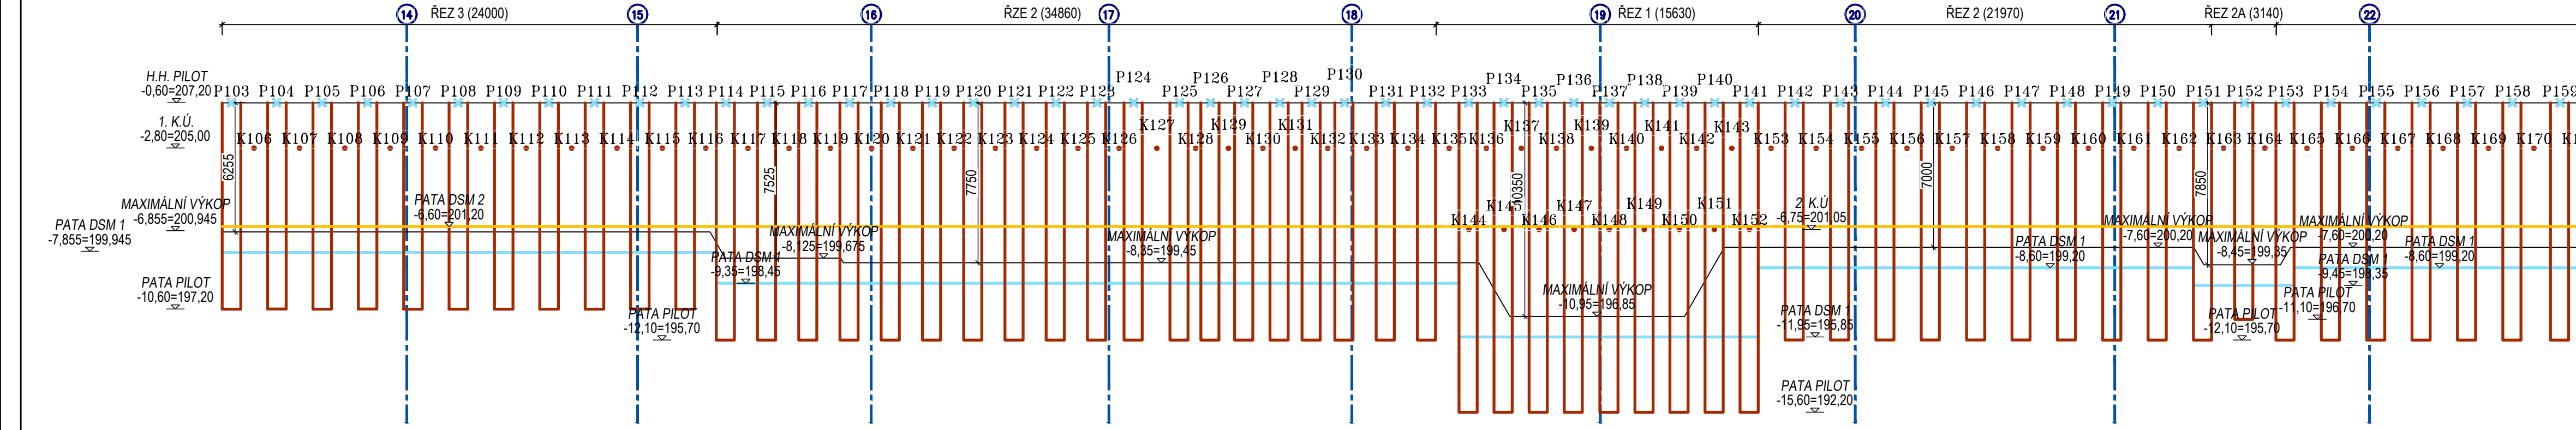 14 ŘEZ 3 (24000) 15 16 ŘZE 2 (34860) 17 18 19 ŘEZ 1 (15630) 20 ŘEZ 2 (21970) 21 ŘEZ 2A (3140) 22
H.H. PILOT
-0,60=207,20
P103 P104 P105 P106 P107 P108 P109 P110 P111 P112 P113 P114 P115 P116 P117 P118 P119 P120 P121 P122 P123 P124 P125 P126 P127 P128 P129 P130 P131 P132 P133 P134 P135 P136 P137 P138 P139 P140 P141 P142 P143 P144 P145 P146 P147 P148 P149 P150 P151 P152 P153 P154 P155 P156 P157 P158 P159
1. K.Ú.
-2,80=205,00
K106 K107 K108 K109 K110 K111 K112 K113 K114 K115 K116 K117 K118 K119 K120 K121 K122 K123 K124 K125 K126 K127 K128 K129 K130 K131 K132 K133 K134 K135 K136 K137 K138 K139 K140 K141 K142 K143 K153 K154 K155 K156 K157 K158 K159 K160 K161 K162 K163 K164 K165 K166 K167 K168 K169 K170
6255
7525
7750
10350
7000
7850
K144 K145 K146 K147 K148 K149 K150 K151 K152
MAXIMÁLNÍ VÝKOP
-6,855=200,945
PATA DSM 1
-7,855=199,945
PATA PILOT
-10,60=197,20
PATA DSM 2
-6,60=201,20
PATA PILOT
-12,10=195,70
PATA DSM 1
-9,35=198,45
MAXIMÁLNÍ VÝKOP
-8,125=199,675
MAXIMÁLNÍ VÝKOP
-8,35=199,45
MAXIMÁLNÍ VÝKOP
-10,95=196,85
2. K.Ú
-6,75=201,05
PATA DSM 1
-11,95=195,85
PATA PILOT
-15,60=192,20
PATA DSM 1
-8,60=199,20
MAXIMÁLNÍ VÝKOP
-7,60=200,20
MAXIMÁLNÍ VÝKOP
-8,45=199,35
PATA PILOT
-12,10=195,70
MAXIMÁLNÍ VÝKOP
-7,60=200,20
PATA DSM 1
-9,45=198,35
PATA PILOT
-11,10=196,70
PATA DSM 1
-8,60=199,20